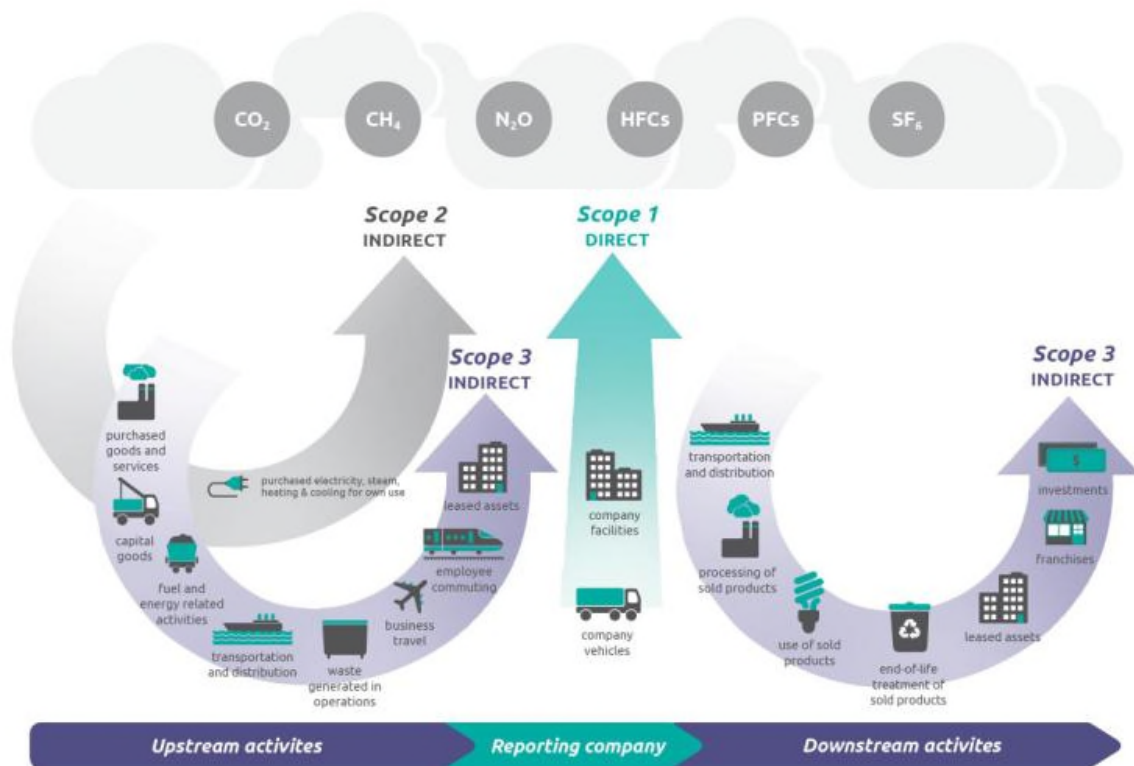 CO₂
CH₄
N₂O
HFCs
PFCs
SF₆
Scope 2
INDIRECT
Scope 1
DIRECT
Scope 3
INDIRECT
Scope 3
INDIRECT
purchased
goods and
services
capital
goods
fuel and
energy related
activities
transportation
and distribution
waste
generated in
operations
business
travel
employee
commuting
leased assets
purchased electricity, steam,
heating & cooling for own use
company
facilities
company
vehicles
transportation
and distribution
processing of
sold products
use of sold
products
end-of-life
treatment of
sold products
leased assets
franchises
$
investments
Upstream activites
Reporting company
Downstream activites